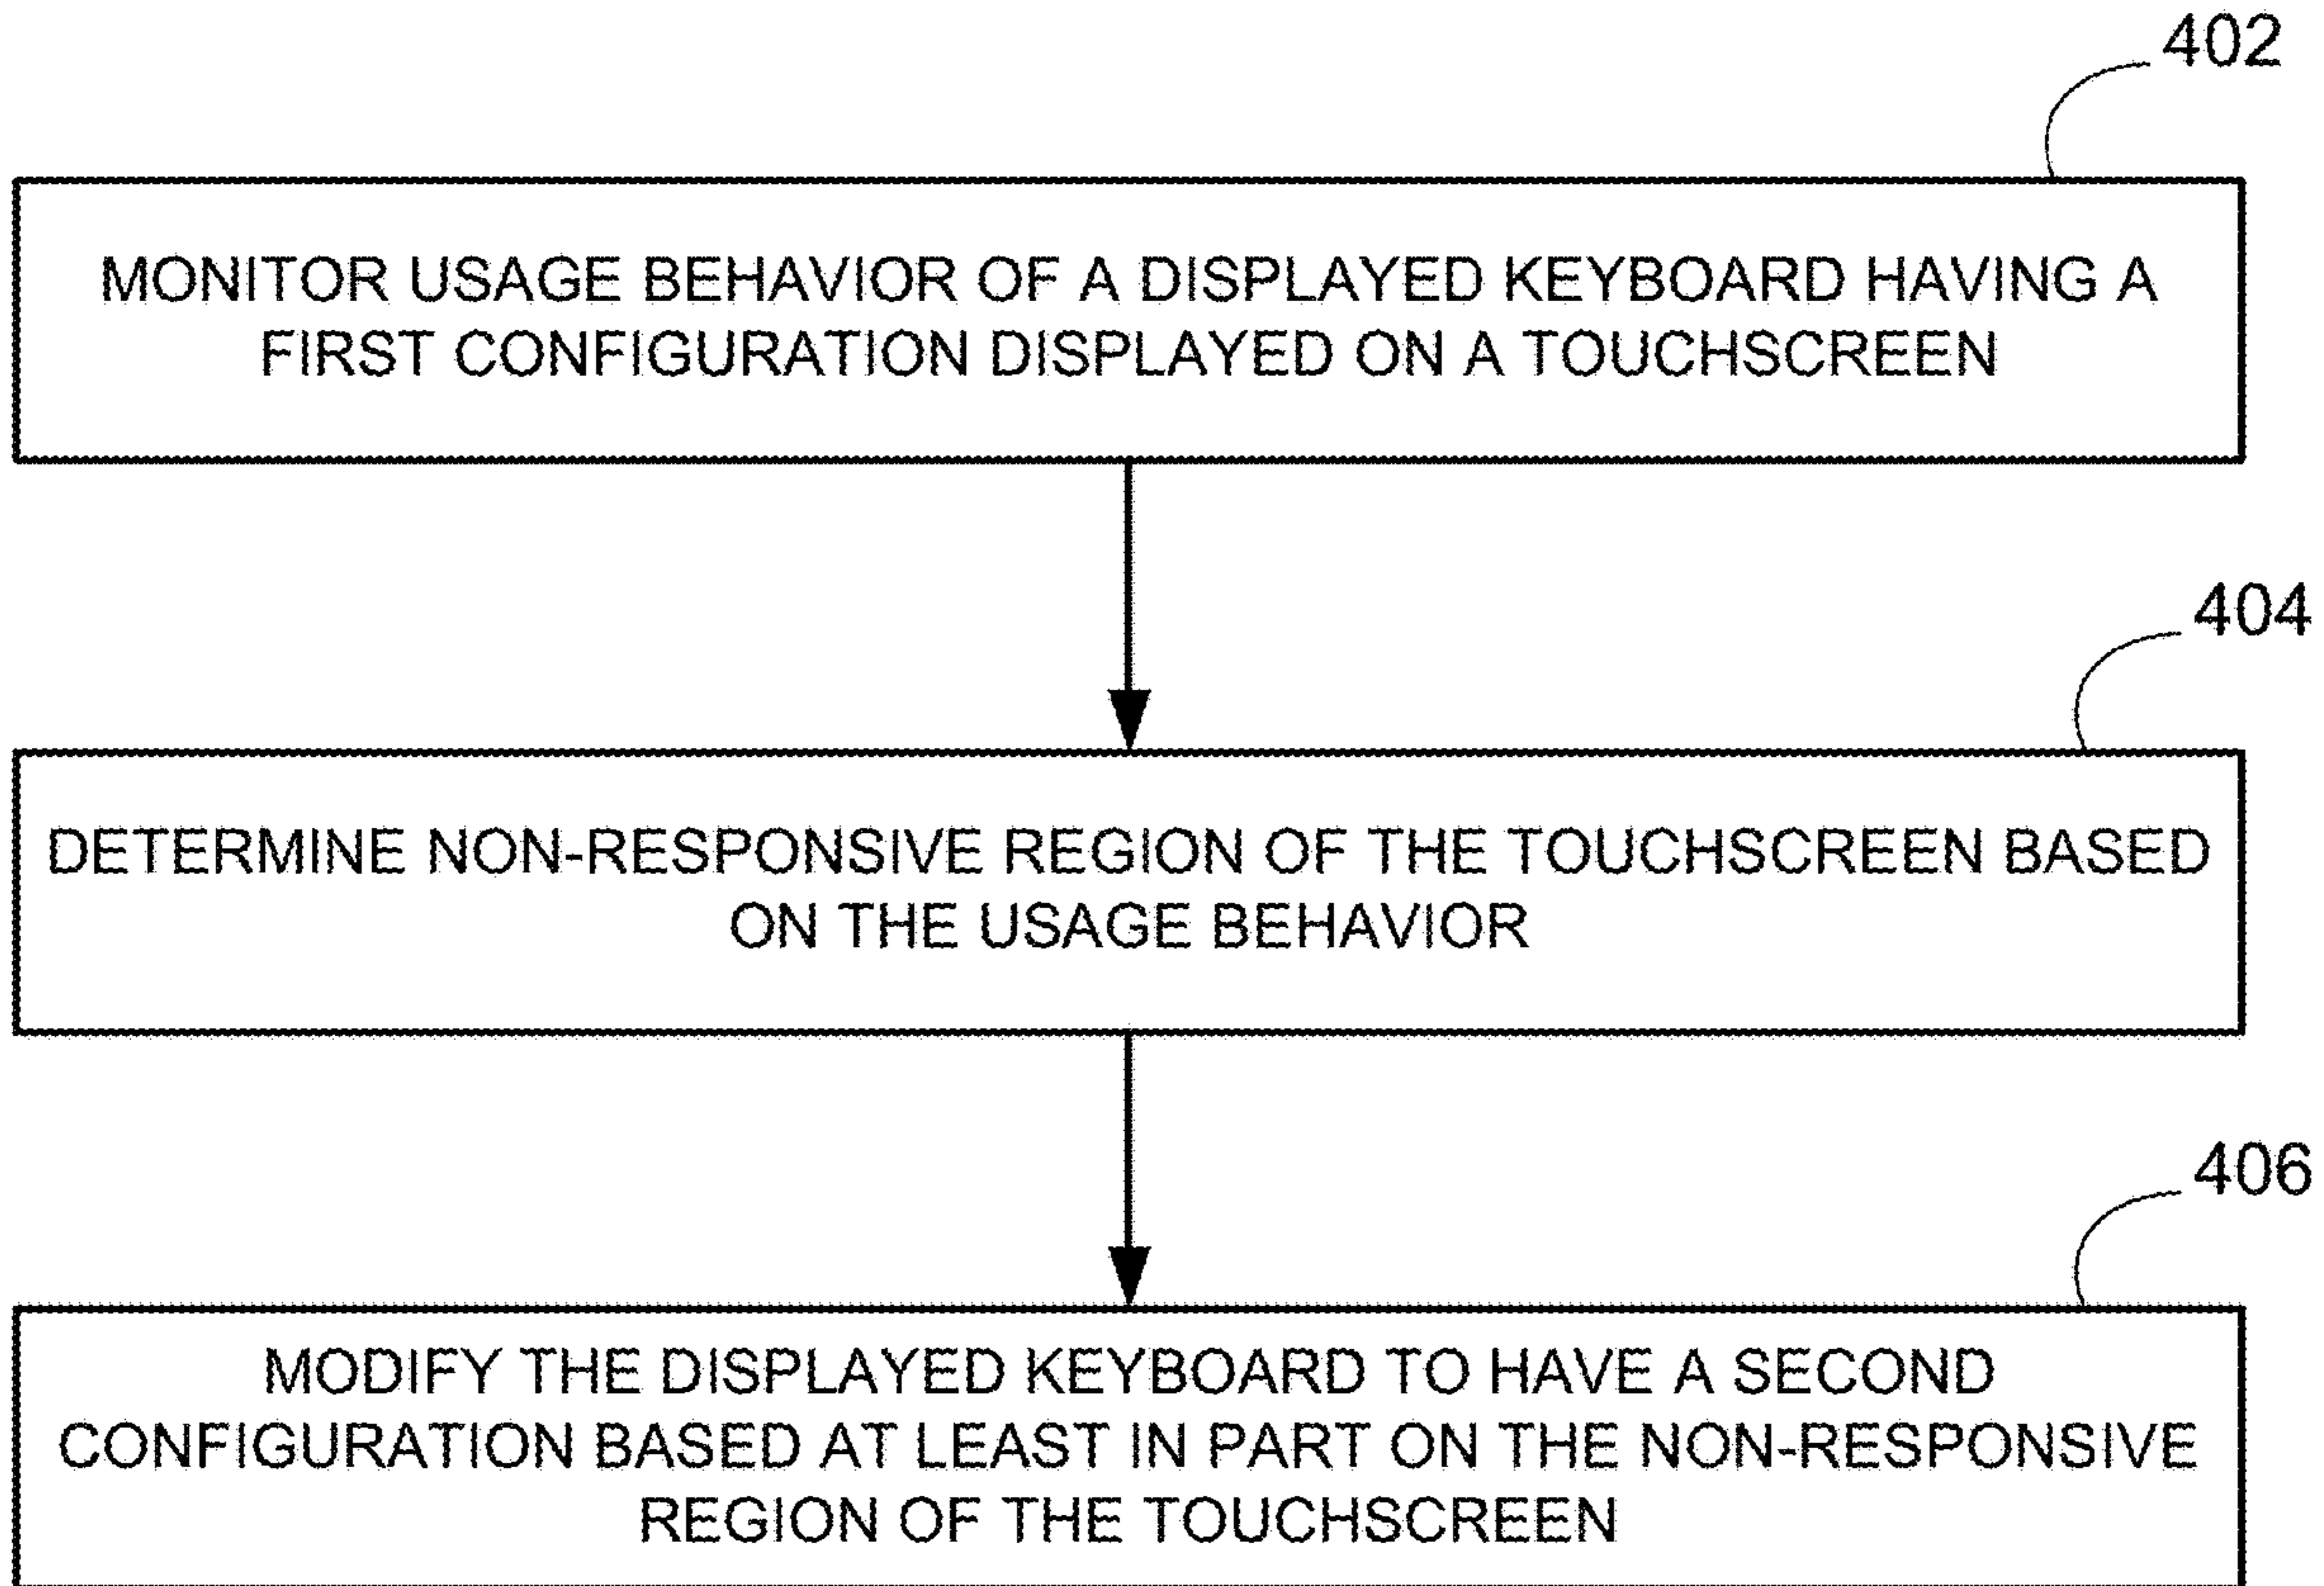 402
MONITOR USAGE BEHAVIOR OF A DISPLAYED KEYBOARD HAVING A
FIRST CONFIGURATION DISPLAYED ON A TOUCHSCREEN
404
DETERMINE NON-RESPONSIVE REGION OF THE TOUCHSCREEN BASED
ON THE USAGE BEHAVIOR
406
MODIFY THE DISPLAYED KEYBOARD TO HAVE A SECOND
CONFIGURATION BASED AT LEAST IN PART ON THE NON-RESPONSIVE
REGION OF THE TOUCHSCREEN